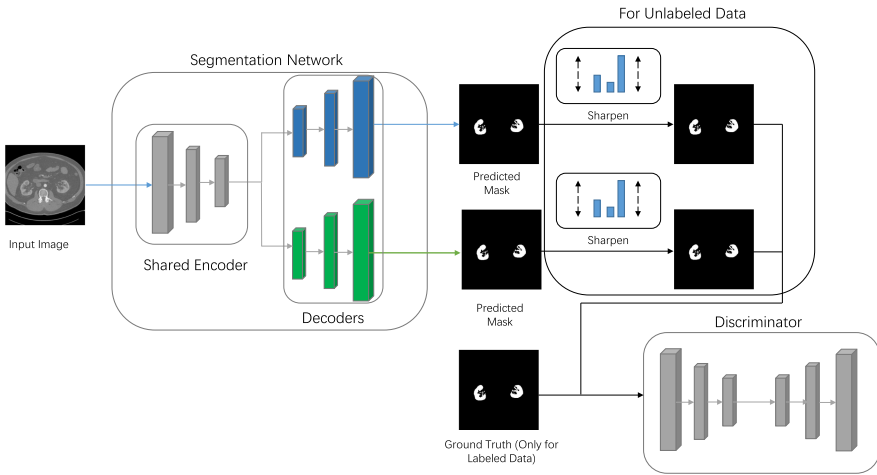 For Unlabeled Data
Segmentation Network
Sharpen
Predicted
Mask
Input Image
Shared Encoder
Sharpen
Decoders
Predicted
Mask
Discriminator
Ground Truth (Only for
Labeled Data)